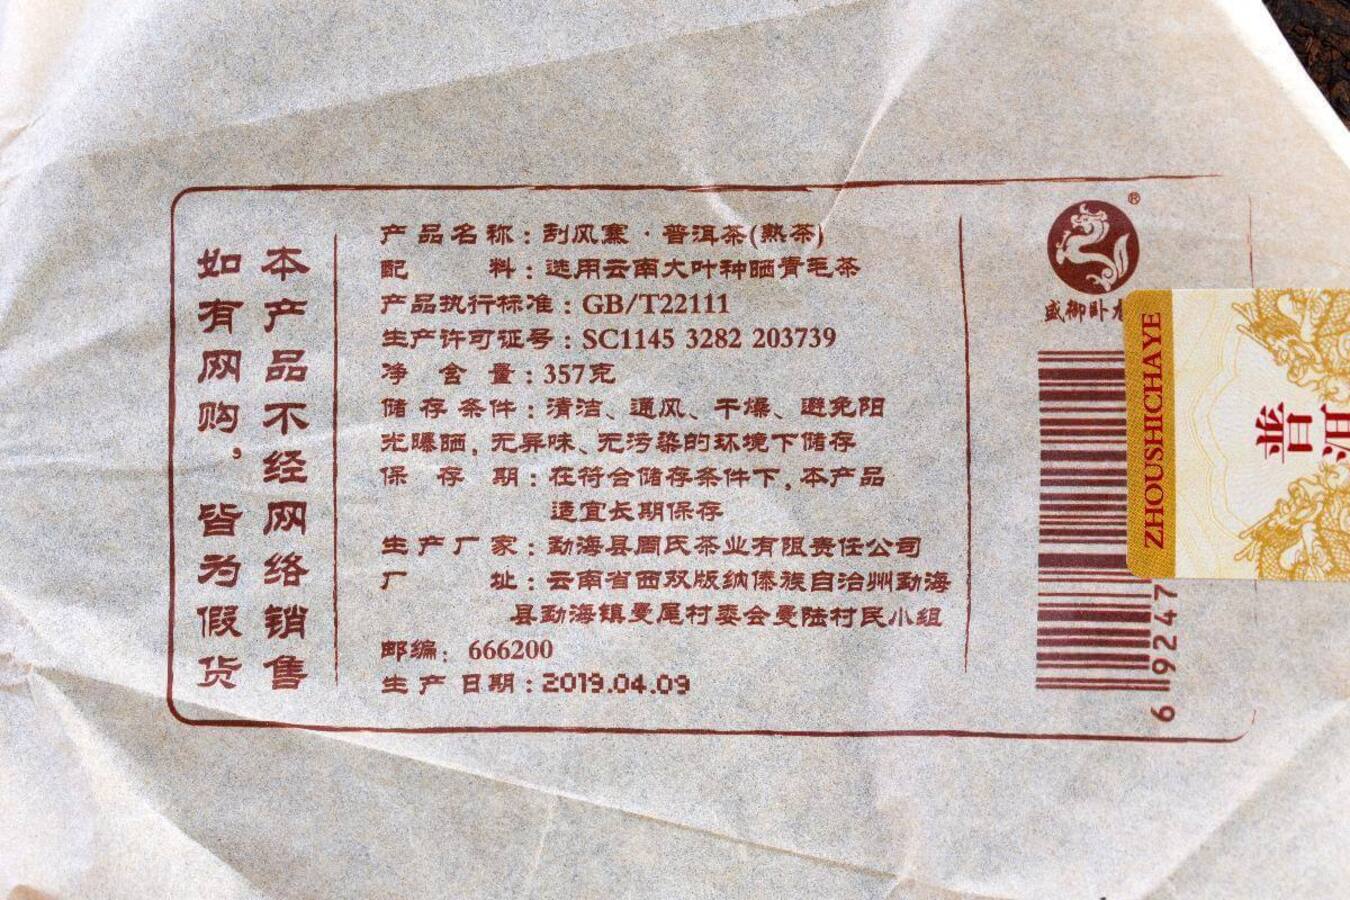 本产品不经网络销售
如有网购，皆为假货
产品名称：刮风寨·普洱茶(熟茶)
配料：选用云南大叶种晒青毛茶
产品执行标准：GB/T22111
生产许可证号：SC1145 3282 203739
净含量：357克
储存条件：清洁、通风、干燥、避免阳
光曝晒，无异味、无污染的环境下储存
保存期：在符合储存条件下，本产品
适宜长期保存
生产厂家：勐海县周氏茶业有限责任公司
厂址：云南省西双版纳傣族自治州勐海
县勐海镇曼尾村委会曼陆村民小组
邮编：666200
生产日期：2019.04.09
®
盛御卧
6 9247
ZHOUSHICHAYE
普洱